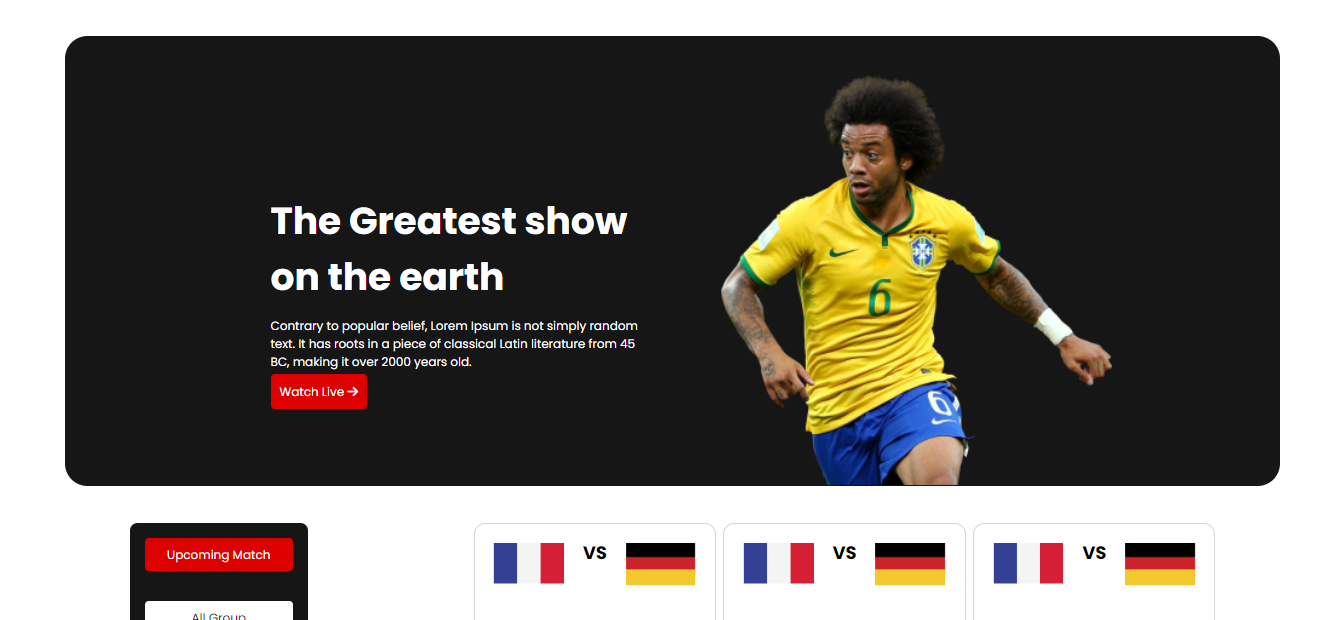 The Greatest show
on the earth
Contrary to popular belief, Lorem Ipsum is not simply random
text. It has roots in a piece of classical Latin literature from 45
BC, making it over 2000 years old.
Watch Live →
6
6
Upcoming Match
All Group
VS
VS
VS